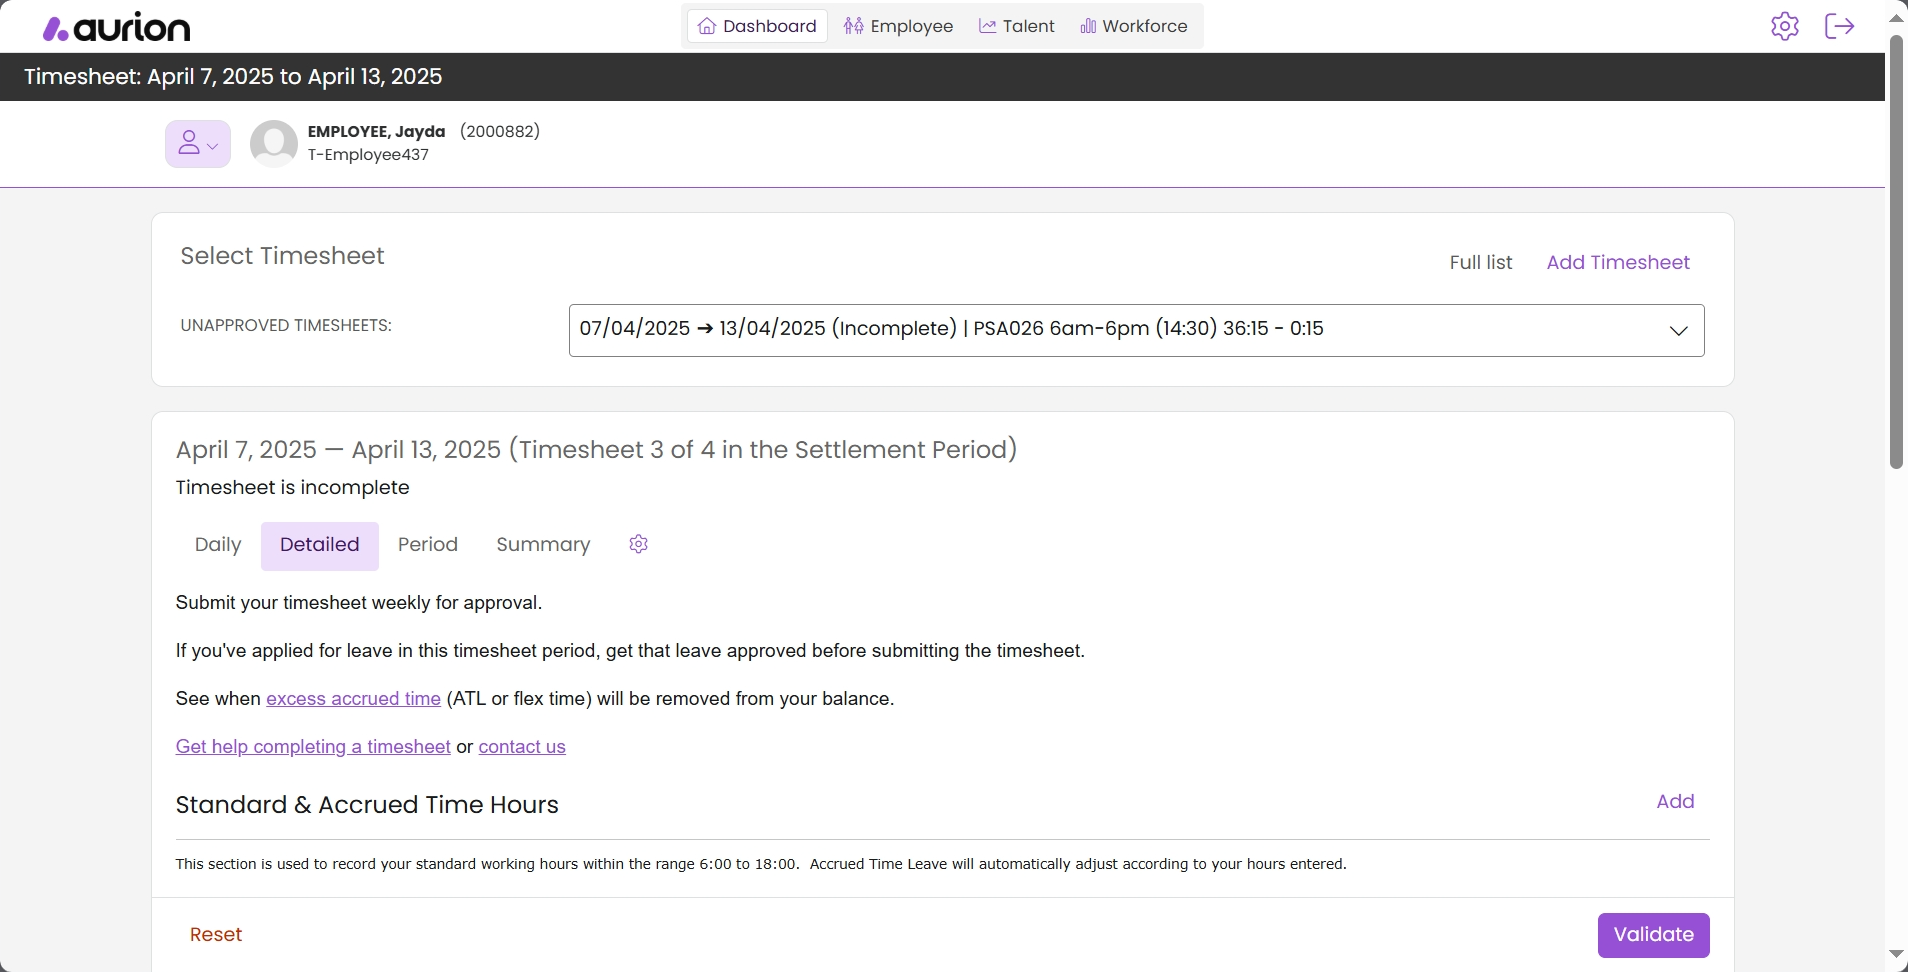 aurion
Dashboard Employee Talent Workforce
Timesheet: April 7, 2025 to April 13, 2025
EMPLOYEE, Jayda (2000882)
T-Employee437
Select Timesheet
Full list Add Timesheet
UNAPPROVED TIMESHEETS:
07/04/2025 ➔ 13/04/2025 (Incomplete) | PSA026 6am-6pm (14:30) 36:15 - 0:15
April 7, 2025 — April 13, 2025 (Timesheet 3 of 4 in the Settlement Period)
Timesheet is incomplete
Daily Detailed Period Summary
Submit your timesheet weekly for approval.
If you've applied for leave in this timesheet period, get that leave approved before submitting the timesheet.
See when excess accrued time (ATL or flex time) will be removed from your balance.
Get help completing a timesheet or contact us
Standard & Accrued Time Hours
Add
This section is used to record your standard working hours within the range 6:00 to 18:00. Accrued Time Leave will automatically adjust according to your hours entered.
Reset
Validate